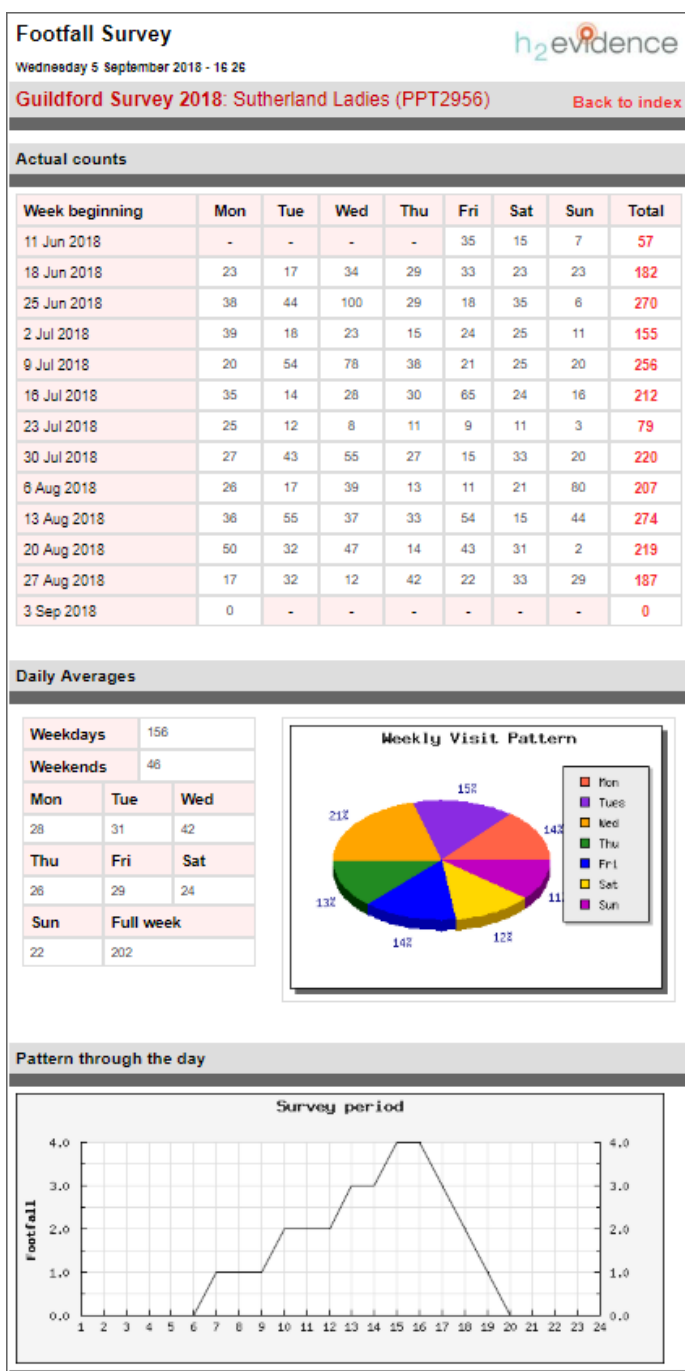 Footfall Survey
h2evidence
Wednesday 5 September 2018 - 16 26
Guildford Survey 2018: Sutherland Ladies (PPT2956) Back to index
Actual counts
Week beginning Mon Tue Wed Thu Fri Sat Sun Total
11 Jun 2018 - - - - 35 15 7 57
18 Jun 2018 23 17 34 29 33 23 23 182
25 Jun 2018 38 44 100 29 18 35 6 270
2 Jul 2018 39 18 23 15 24 25 11 155
9 Jul 2018 20 54 78 38 21 25 20 256
16 Jul 2018 35 14 28 30 65 24 16 212
23 Jul 2018 25 12 8 11 9 11 3 79
30 Jul 2018 27 43 55 27 15 33 20 220
6 Aug 2018 26 17 39 13 11 21 80 207
13 Aug 2018 36 55 37 33 54 15 44 274
20 Aug 2018 50 32 47 14 43 31 2 219
27 Aug 2018 17 32 12 42 22 33 29 187
3 Sep 2018 0 - - - - - - 0
Daily Averages
Weekdays 156
Weekends 46
Mon Tue Wed
28 31 42
Thu Fri Sat
26 29 24
Sun Full week
22 202
Weekly Visit Pattern
15%
21%
14%
13%
14%
12%
11
Mon
Tues
Wed
Thu
Fri
Sat
Sun
Pattern through the day
Survey period
4.0 4.0
3.0 3.0
2.0 2.0
1.0 1.0
0.0 0.0
Footfall
1 2 3 4 5 6 7 8 9 10 11 12 13 14 15 16 17 18 19 20 21 22 23 24